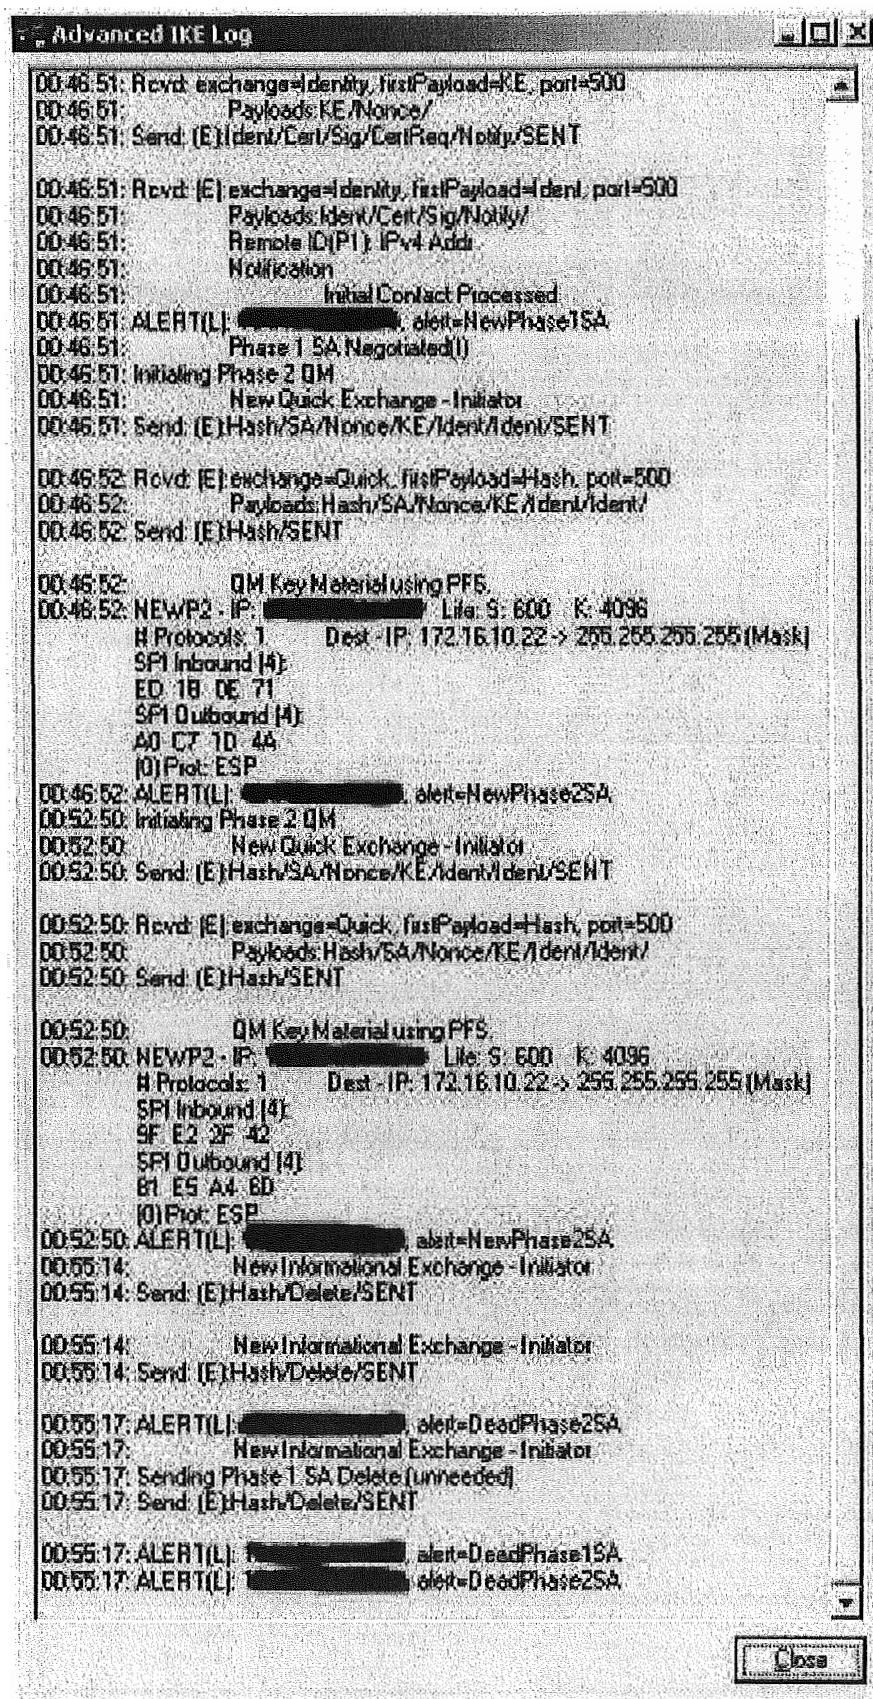 Advanced IKE Log
00:46:51: Rcvd: exchange=Identity, firstPayload=KE, port=500
00:46:51: Payloads:KE/Nonce/
00:46:51: Send: (E):Ident/Cert/Sig/CertReq/Notify/SENT
00:46:51: Rcvd: (E):exchange=Identity, firstPayload=Ident, port=500
00:46:51: Payloads:Ident/Cert/Sig/Notify/
00:46:51: Remote ID(P1): IPv4 Addr.
00:46:51: Notification
00:46:51: Initial Contact Processed
00:46:51: ALERT(L): , alert=NewPhase1SA
00:46:51: Phase 1 SA Negotiated(I)
00:46:51: Initiating Phase 2 QM
00:46:51: New Quick Exchange - Initiator
00:46:51: Send: (E):Hash/SA/Nonce/KE/Ident/Ident/SENT
00:46:52: Rcvd: (E):exchange=Quick, firstPayload=Hash, port=500
00:46:52: Payloads:Hash/SA/Nonce/KE/Ident/Ident/
00:46:52: Send: (E):Hash/SENT
00:46:52: QM Key Material using PFS.
00:46:52: NEWP2 - IP: Life: S: 600 K: 4096
# Protocols: 1 Dest - IP: 172.16.10.22 -> 255.255.255.255 (Mask)
SPI Inbound (4):
ED 1B 0E 71
SPI Outbound (4):
A0 C7 1D 4A
(0) Prot: ESP
00:46:52: ALERT(L): , alert=NewPhase2SA
00:52:50: Initiating Phase 2 QM
00:52:50: New Quick Exchange - Initiator
00:52:50: Send: (E):Hash/SA/Nonce/KE/Ident/Ident/SENT
00:52:50: Rcvd: (E):exchange=Quick, firstPayload=Hash, port=500
00:52:50: Payloads:Hash/SA/Nonce/KE/Ident/Ident/
00:52:50: Send: (E):Hash/SENT
00:52:50: QM Key Material using PFS.
00:52:50: NEWP2 - IP: Life: S: 600 K: 4096
# Protocols: 1 Dest - IP: 172.16.10.22 -> 255.255.255.255 (Mask)
SPI Inbound (4):
9F E2 2F 42
SPI Outbound (4):
B1 E5 A4 6D
(0) Prot: ESP
00:52:50: ALERT(L): , alert=NewPhase2SA
00:55:14: New Informational Exchange - Initiator
00:55:14: Send: (E):Hash/Delete/SENT
00:55:14: New Informational Exchange - Initiator
00:55:14: Send: (E):Hash/Delete/SENT
00:55:17: ALERT(L): , alert=DeadPhase2SA
00:55:17: New Informational Exchange - Initiator
00:55:17: Sending Phase 1 SA Delete (unneeded)
00:55:17: Send: (E):Hash/Delete/SENT
00:55:17: ALERT(L): , alert=DeadPhase1SA
00:55:17: ALERT(L): , alert=DeadPhase2SA
Close